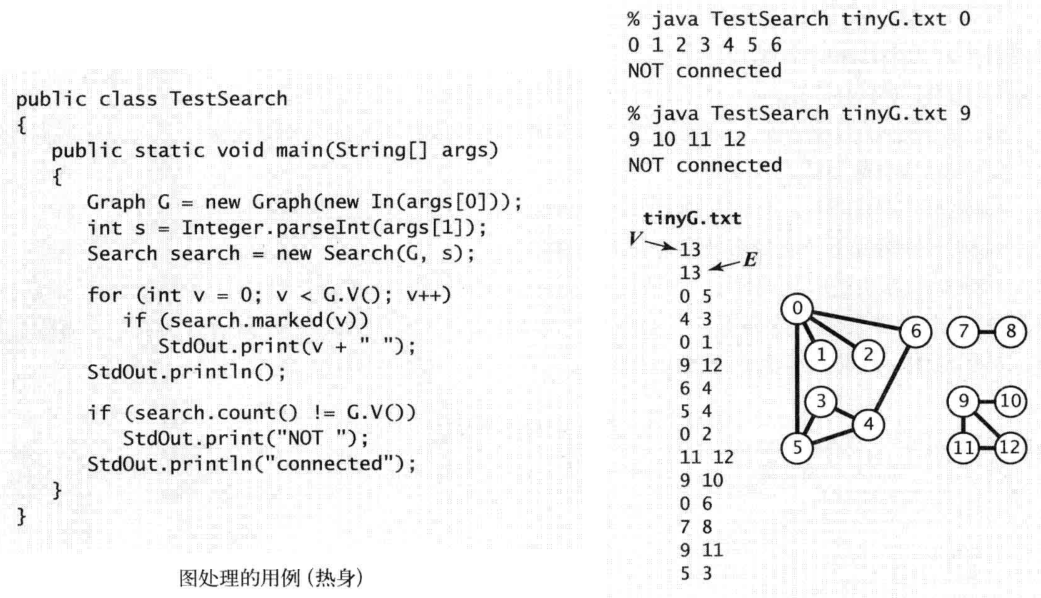 public class TestSearch
{
public static void main(String[] args)
{
Graph G = new Graph(new In(args[0]));
int s = Integer.parseInt(args[1]);
Search search = new Search(G, s);
for (int v = 0; v < G.V(); v++)
if (search.marked(v))
StdOut.print(v + " ");
StdOut.println();
if (search.count() != G.V())
StdOut.print("NOT ");
StdOut.println("connected");
}
}
图处理的用例(热身)
% java TestSearch tinyG.txt 0
0 1 2 3 4 5 6
NOT connected
% java TestSearch tinyG.txt 9
9 10 11 12
NOT connected
tinyG.txt
V
13
13
E
0 5
4 3
0 1
9 12
6 4
5 4
0 2
11 12
9 10
0 6
7 8
9 11
5 3
0
6
7
8
1
2
3
9
10
4
5
11
12